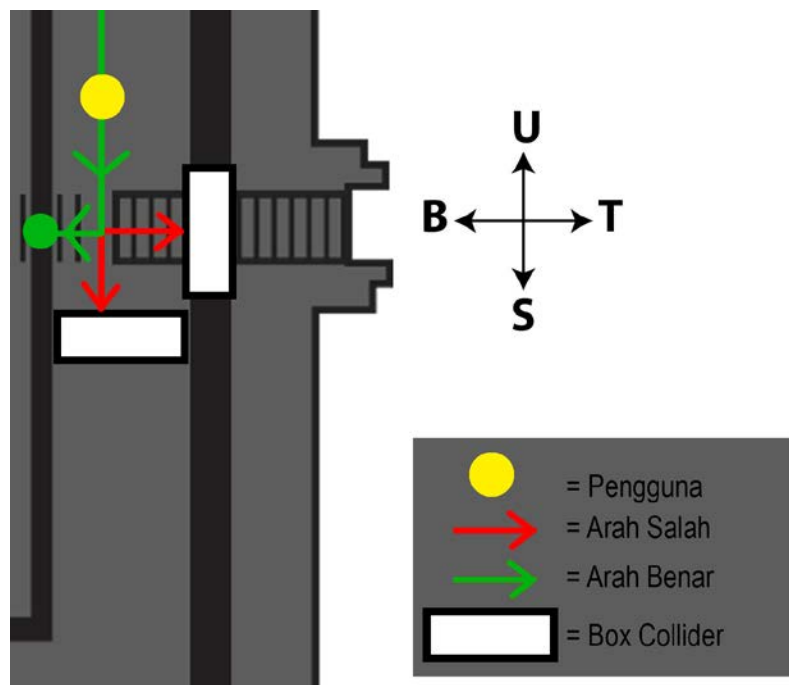 U
B T
S
= Pengguna
= Arah Salah
= Arah Benar
= Box Collider